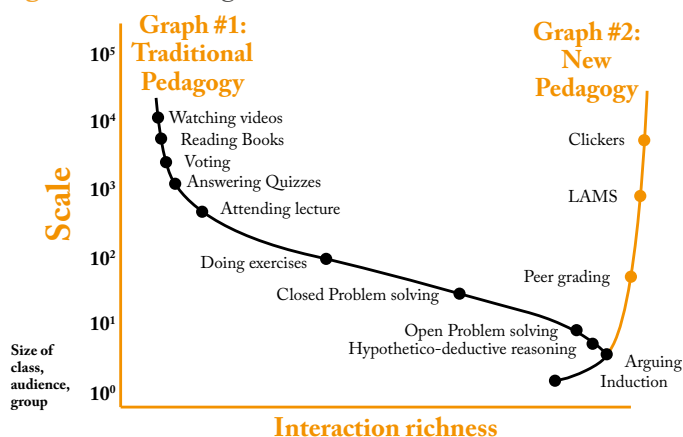 Graph #1:
Traditional
Pedagogy
Graph #2:
New
Pedagogy
10⁵
10⁴
10³
10²
10¹
10⁰
Scale
Size of
class,
audience,
group
Watching videos
Reading Books
Voting
Answering Quizzes
Attending lecture
Doing exercises
Closed Problem solving
Open Problem solving
Hypothetico-deductive reasoning
Arguing
Induction
Clickers
LAMS
Peer grading
Interaction richness